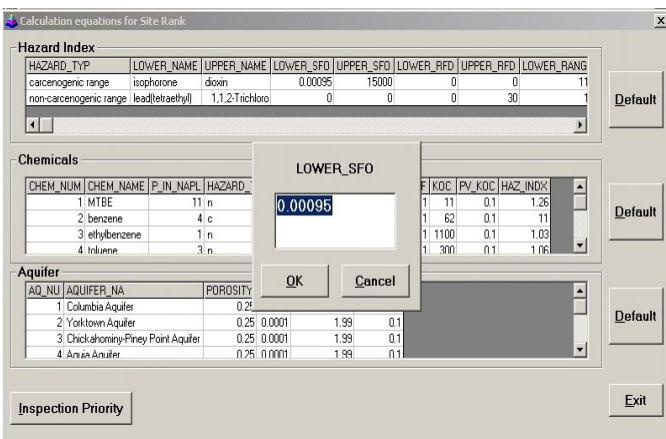 Calculation equations for Site Rank
Hazard Index
HAZARD_TYP LOWER_NAME UPPER_NAME LOWER_SFO UPPER_SFO LOWER_RFD UPPER_RFD LOWER_RANG
carcenogenic range isophorone dioxin 0.00095 15000 0 0 11
non-carcenogenic range lead(tetraethyl) 1,1,2-Trichloro 0 0 0 30 1
Default
Chemicals
CHEM_NUM CHEM_NAME P_IN_NAPL HAZARD_ F KOC PV_KOC HAZ_INDX
1 MTBE 11 n 1 11 0.1 1.26
2 benzene 4 c 1 62 0.1 11
3 ethylbenzene 1 n 1 1100 0.1 1.03
4 toluene 3 n 1 300 0.1 1.06
Default
LOWER_SFO
0.00095
OK Cancel
Aquifer
AQ_NU AQUIFER_NA POROSITY
1 Columbia Aquifer 0.25
2 Yorktown Aquifer 0.25 0.0001 1.99 0.1
3 Chickahominy-Piney Point Aquifer 0.25 0.0001 1.99 0.1
4 Aquia Aquifer 0.25 0.0001 1.99 0.1
Default
Inspection Priority
Exit